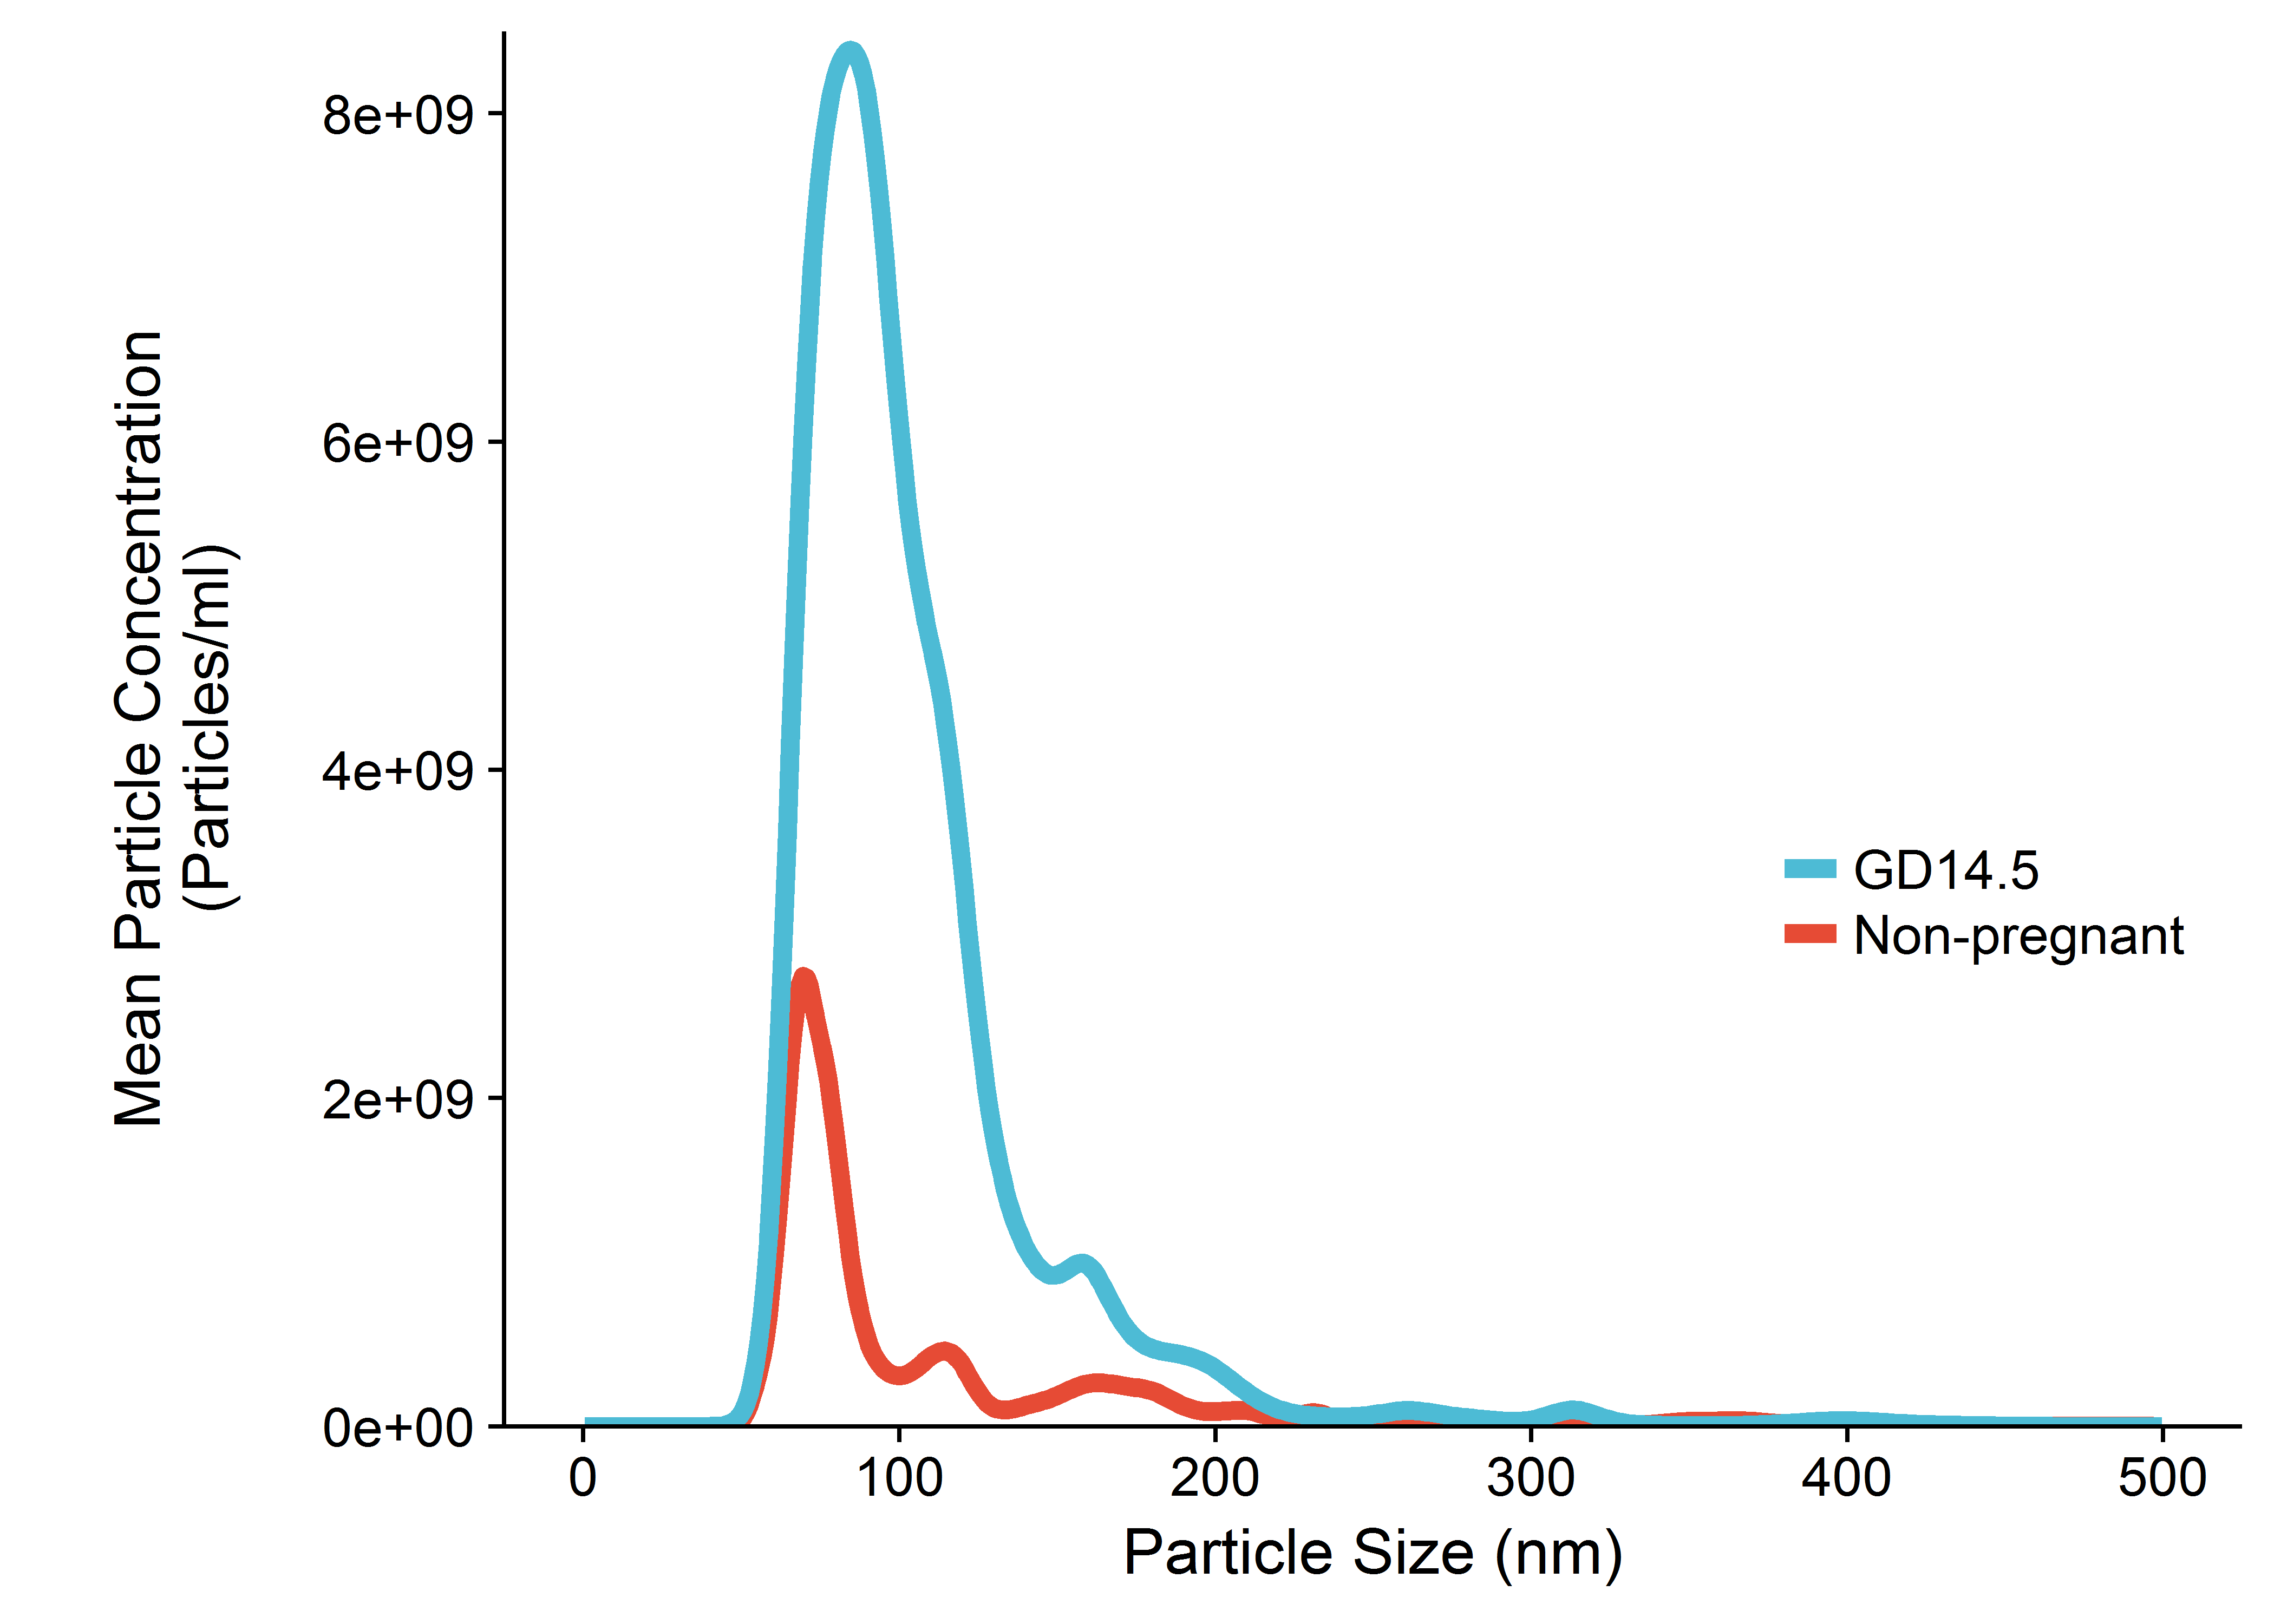 Mean Particle Concentration
(Particles/ml)
8e+09
6e+09
4e+09
2e+09
0e+00
GD14.5
Non-pregnant
0
100
200
300
400
500
Particle Size (nm)